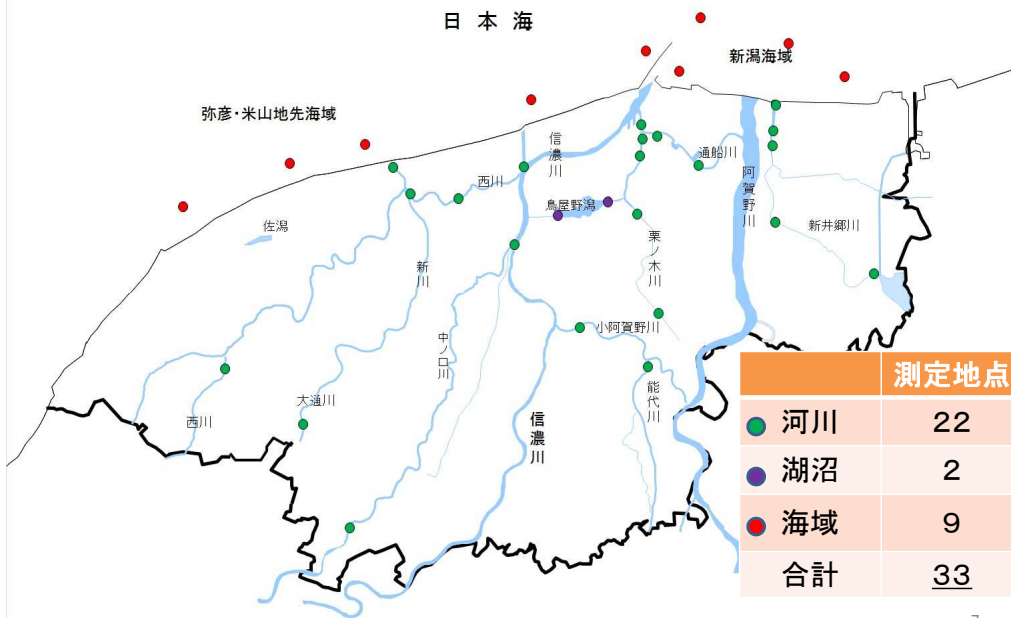 日本海
新潟海域
弥彦・米山地先海域
信濃川
通船川
西川
阿賀野川
鳥屋野潟
佐潟
新井郷川
栗ノ木川
新川
小阿賀野川
中ノ口川
能代川
大通川
西川
信濃川
測定地点
河川 22
湖沼 2
海域 9
合計 33